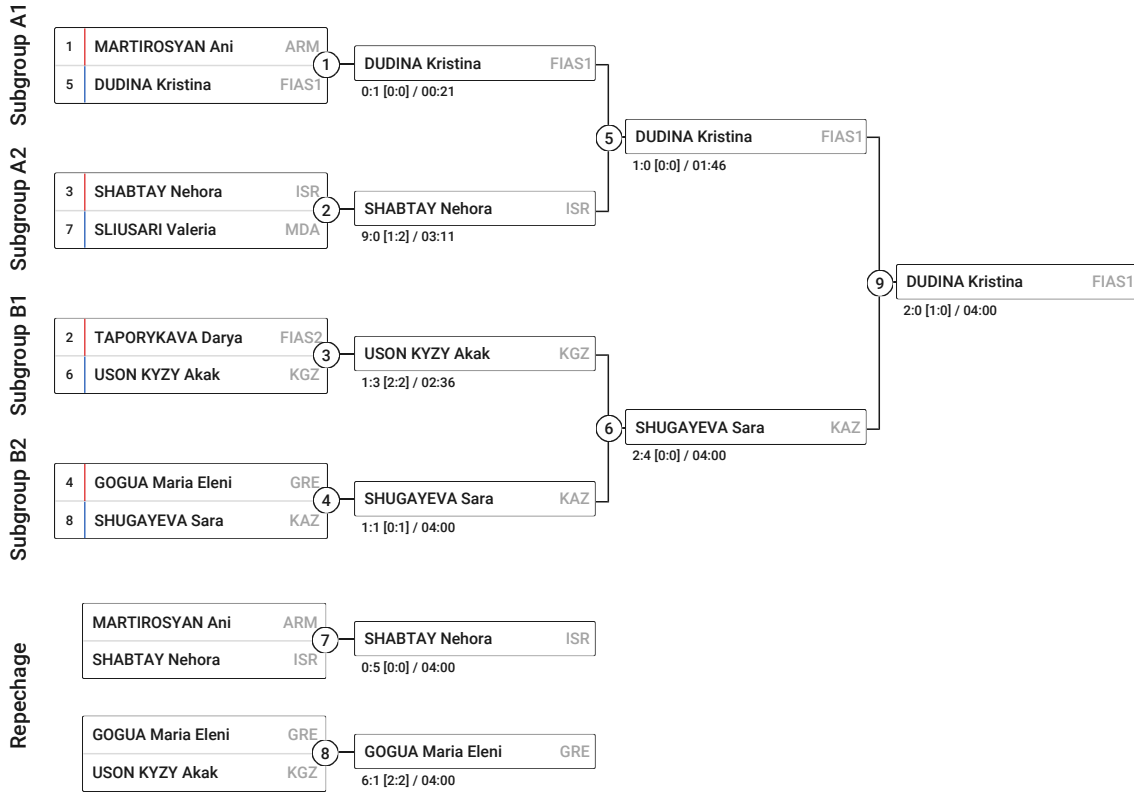 Subgroup A1
1 MARTIROSYAN Ani ARM
5 DUDINA Kristina FIAS1
1
DUDINA Kristina FIAS1
0:1 [0:0] / 00:21
Subgroup A2
3 SHABTAY Nehora ISR
7 SLIUSARI Valeria MDA
2
SHABTAY Nehora ISR
9:0 [1:2] / 03:11
5
DUDINA Kristina FIAS1
1:0 [0:0] / 01:46
Subgroup B1
2 TAPORYKAVA Darya FIAS2
6 USON KYZY Akak KGZ
3
USON KYZY Akak KGZ
1:3 [2:2] / 02:36
Subgroup B2
4 GOGUA Maria Eleni GRE
8 SHUGAYEVA Sara KAZ
4
SHUGAYEVA Sara KAZ
1:1 [0:1] / 04:00
6
SHUGAYEVA Sara KAZ
2:4 [0:0] / 04:00
9
DUDINA Kristina FIAS1
2:0 [1:0] / 04:00
Repechage
MARTIROSYAN Ani ARM
SHABTAY Nehora ISR
7
SHABTAY Nehora ISR
0:5 [0:0] / 04:00
GOGUA Maria Eleni GRE
USON KYZY Akak KGZ
8
GOGUA Maria Eleni GRE
6:1 [2:2] / 04:00